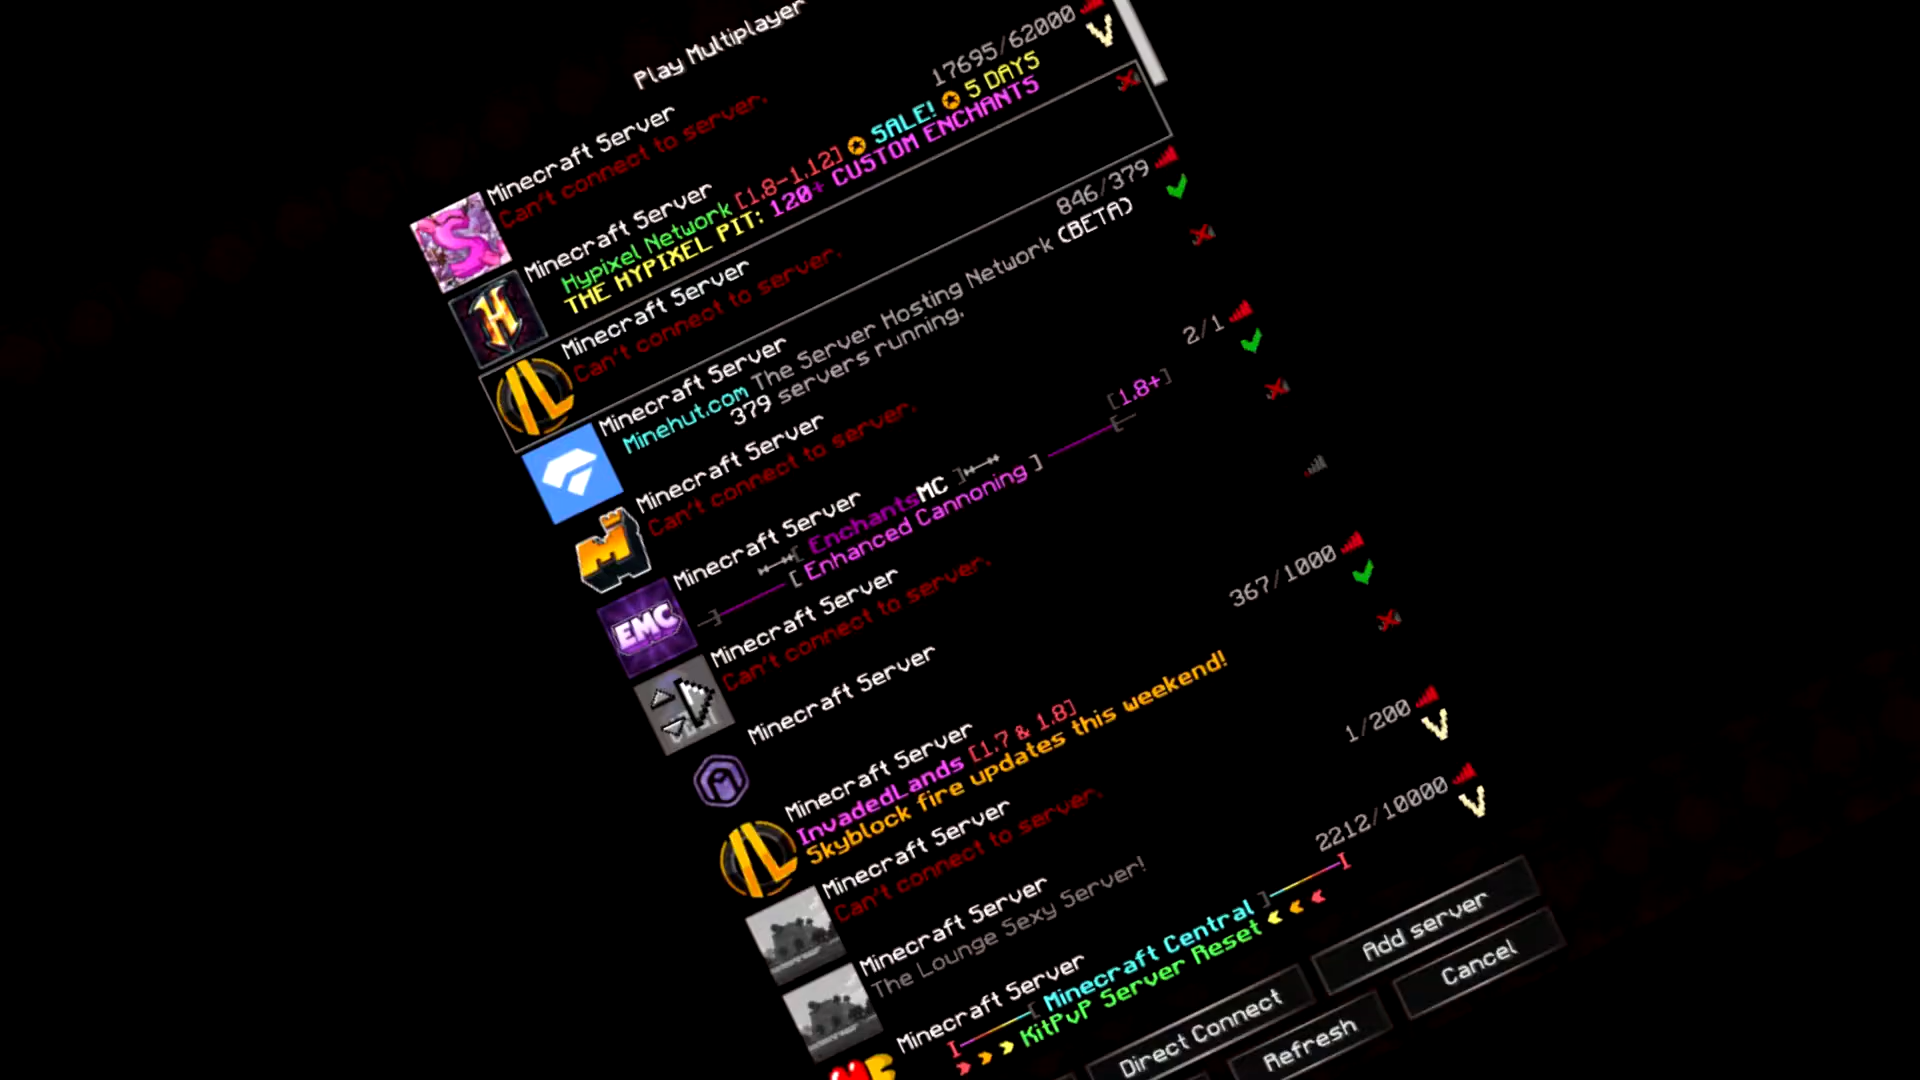 Play Multiplayer
Minecraft Server
Can't connect to server.
17695/62000
Minecraft Server
Hypixel Network [1.8-1.12] SALE! 5 DAYS
THE HYPIXEL PIT: 120+ CUSTOM ENCHANTS
Minecraft Server
Can't connect to server.
Minecraft Server
846/379
Minehut.com The Server Hosting Network (BETA)
379 servers running.
Minecraft Server
Can't connect to server.
Minecraft Server
2/1
[ EnchantsMC ] [1.8+]
[ Enhanced Cannoning ]
EMC
Minecraft Server
Can't connect to server.
Minecraft Server
Minecraft Server
367/1000
InvadedLands [1.7 & 1.8]
Skyblock fire updates this weekend!
Minecraft Server
Can't connect to server.
Minecraft Server
1/200
The Lounge Sexy Server!
Minecraft Server
2212/10000
[ Minecraft Central ]
KitPvP Server Reset
Direct Connect
Add server
Refresh
Cancel